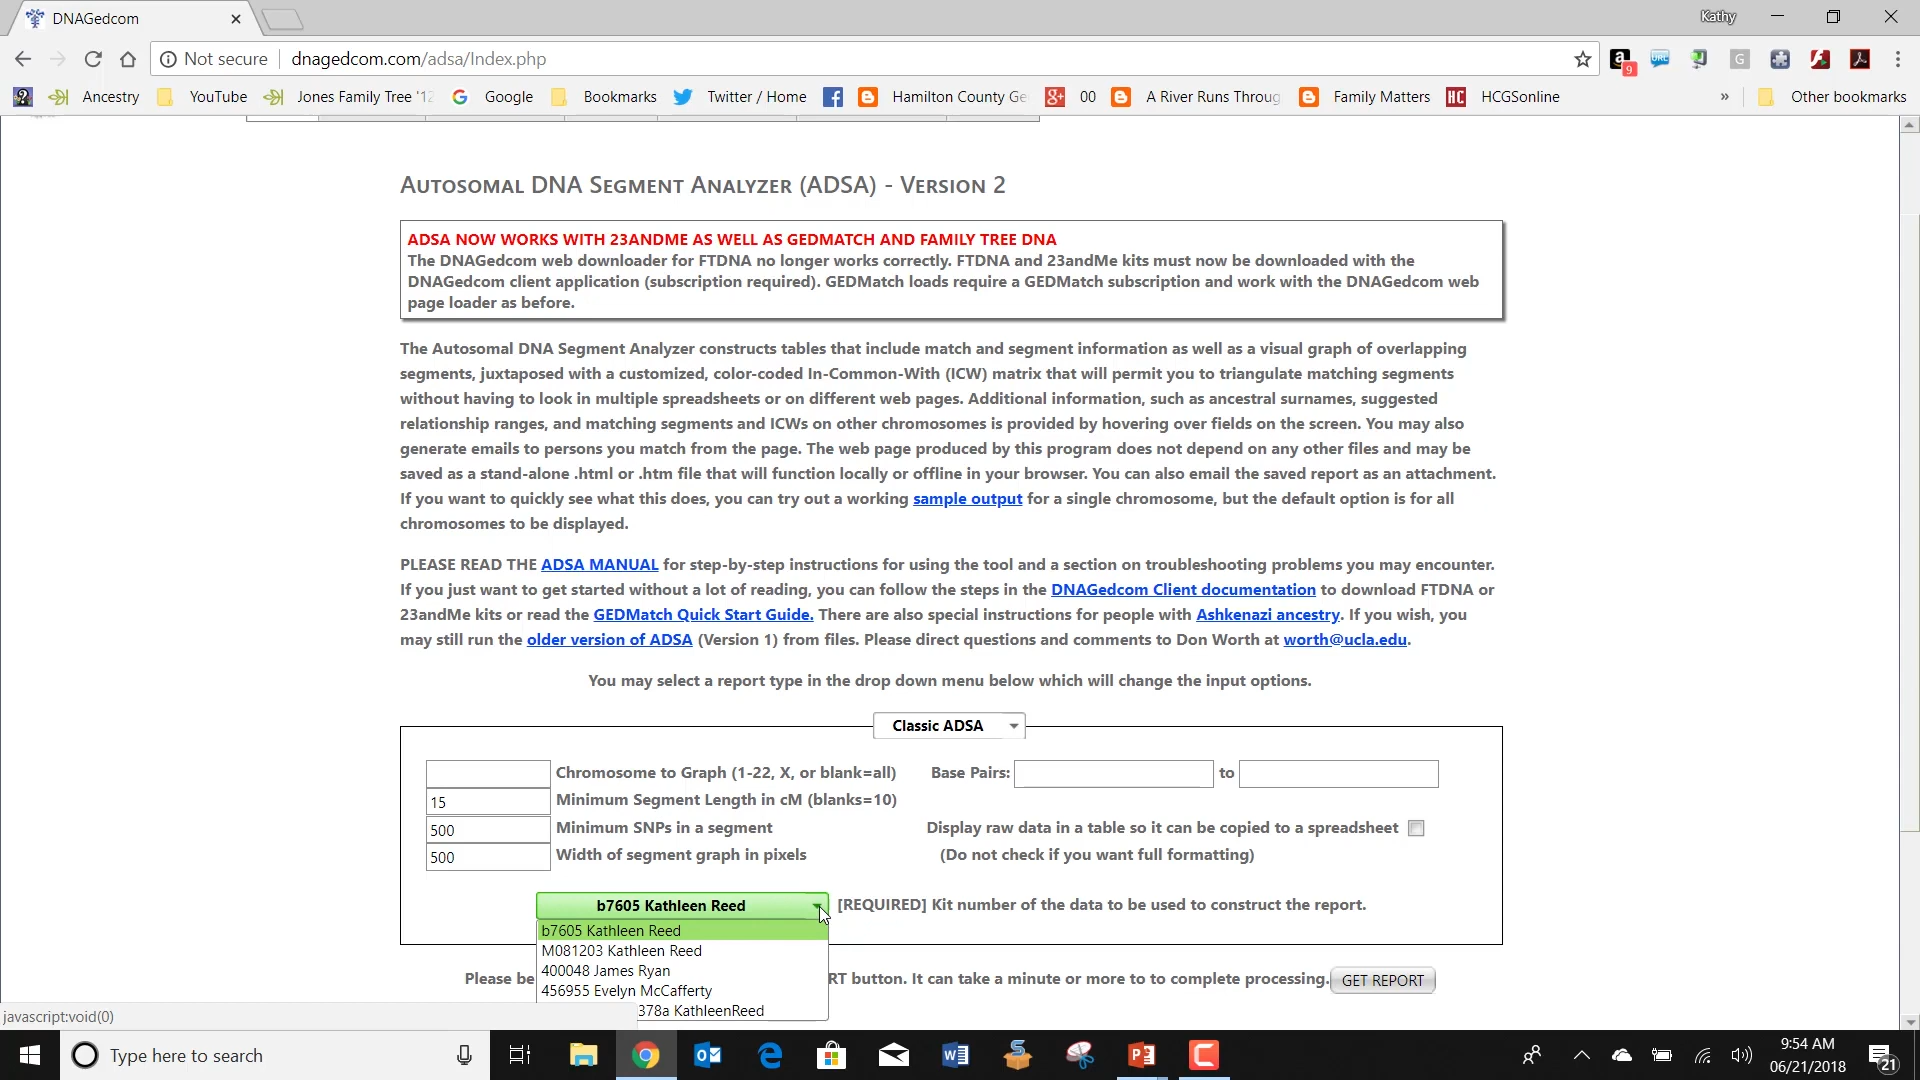 DNAGedcom
Kathy
Not secure
dnagedcom.com/adsa/Index.php
9
Ancestry
YouTube
Jones Family Tree '12
Google
Bookmarks
Twitter / Home
Hamilton County Ge
00
A River Runs Throug
Family Matters
HCGSonline
»
Other bookmarks
Autosomal DNA Segment Analyzer (ADSA) - Version 2
ADSA NOW WORKS WITH 23ANDME AS WELL AS GEDMATCH AND FAMILY TREE DNA
The DNAGedcom web downloader for FTDNA no longer works correctly. FTDNA and 23andMe kits must now be downloaded with the
DNAGedcom client application (subscription required). GEDMatch loads require a GEDMatch subscription and work with the DNAGedcom web
page loader as before.
The Autosomal DNA Segment Analyzer constructs tables that include match and segment information as well as a visual graph of overlapping
segments, juxtaposed with a customized, color-coded In-Common-With (ICW) matrix that will permit you to triangulate matching segments
without having to look in multiple spreadsheets or on different web pages. Additional information, such as ancestral surnames, suggested
relationship ranges, and matching segments and ICWs on other chromosomes is provided by hovering over fields on the screen. You may also
generate emails to persons you match from the page. The web page produced by this program does not depend on any other files and may be
saved as a stand-alone .html or .htm file that will function locally or offline in your browser. You can also email the saved report as an attachment.
If you want to quickly see what this does, you can try out a working sample output for a single chromosome, but the default option is for all
chromosomes to be displayed.
PLEASE READ THE ADSA MANUAL for step-by-step instructions for using the tool and a section on troubleshooting problems you may encounter.
If you just want to get started without a lot of reading, you can follow the steps in the DNAGedcom Client documentation to download FTDNA or
23andMe kits or read the GEDMatch Quick Start Guide. There are also special instructions for people with Ashkenazi ancestry. If you wish, you
may still run the older version of ADSA (Version 1) from files. Please direct questions and comments to Don Worth at worth@ucla.edu.
You may select a report type in the drop down menu below which will change the input options.
Classic ADSA
Chromosome to Graph (1-22, X, or blank=all) Base Pairs: to
15 Minimum Segment Length in cM (blanks=10)
500 Minimum SNPs in a segment Display raw data in a table so it can be copied to a spreadsheet
500 Width of segment graph in pixels (Do not check if you want full formatting)
b7605 Kathleen Reed [REQUIRED] Kit number of the data to be used to construct the report.
b7605 Kathleen Reed
M081203 Kathleen Reed
400048 James Ryan
Please be RT button. It can take a minute or more to to complete processing. GET REPORT
456955 Evelyn McCafferty
378a KathleenReed
javascript:void(0)
Type here to search
9:54 AM
06/21/2018
21